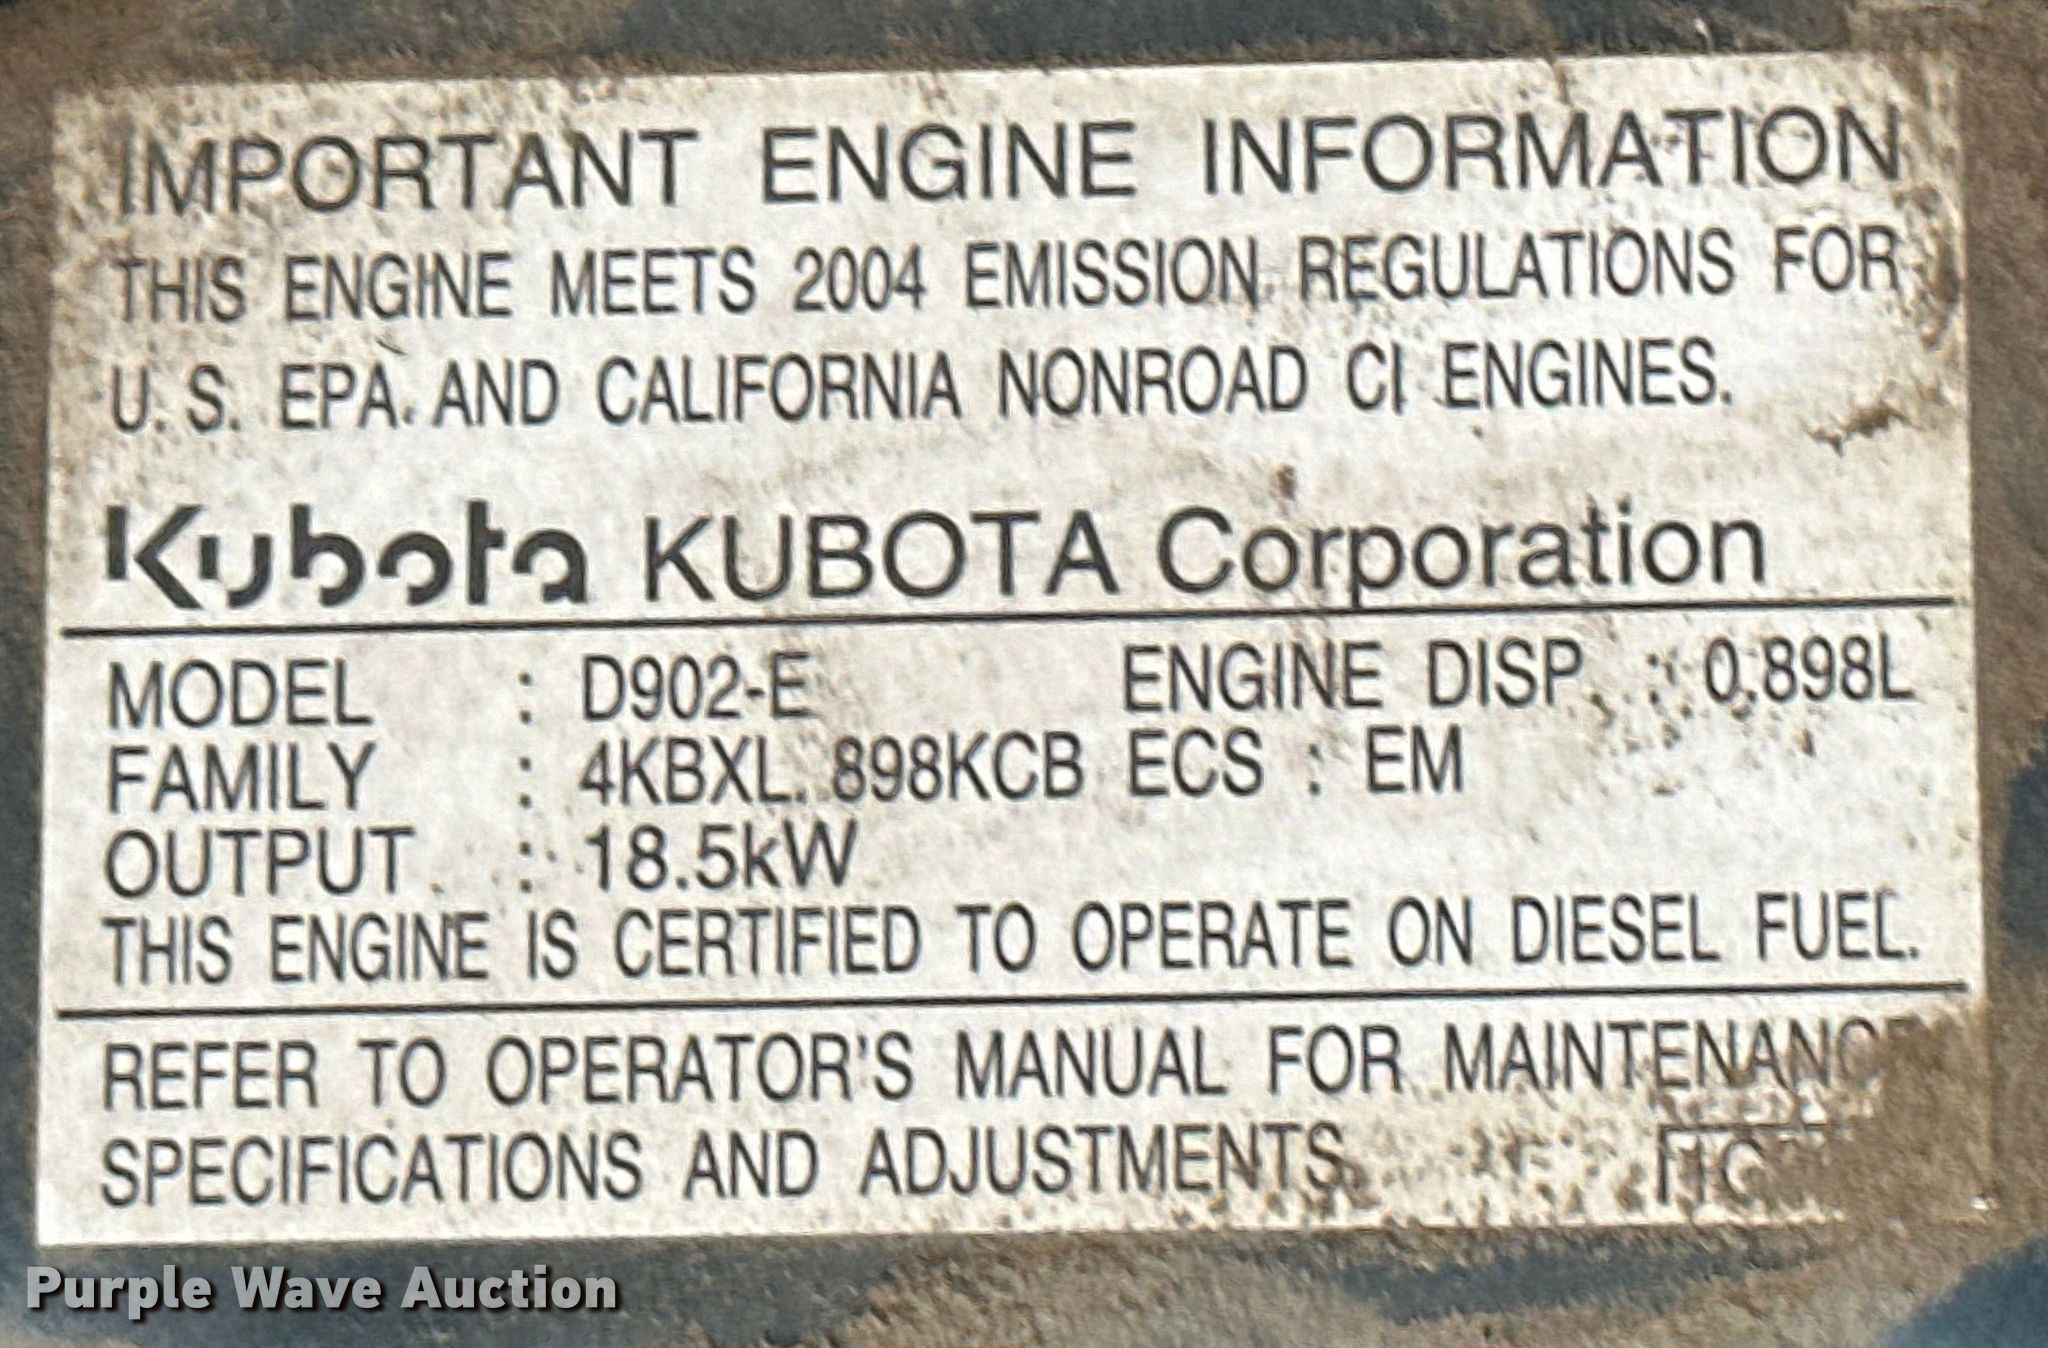 IMPORTANT ENGINE INFORMATION
THIS ENGINE MEETS 2004 EMISSION REGULATIONS FOR
U. S. EPA. AND CALIFORNIA NONROAD CI ENGINES.
Kubota KUBOTA Corporation
MODEL : D902-E ENGINE DISP. : 0.898L
FAMILY : 4KBXL. 898KCB ECS : EM
OUTPUT : 18.5kW
THIS ENGINE IS CERTIFIED TO OPERATE ON DIESEL FUEL.
REFER TO OPERATOR'S MANUAL FOR MAINTENANCE
SPECIFICATIONS AND ADJUSTMENTS.
Purple Wave Auction